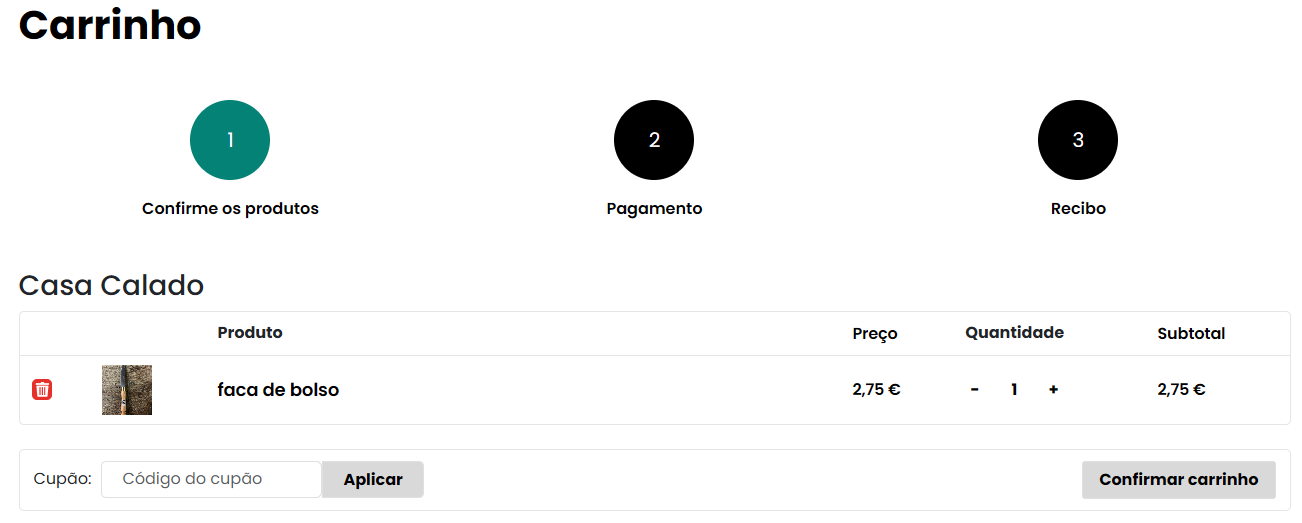 Carrinho
1 2 3
Confirme os produtos Pagamento Recibo
Casa Calado
Produto Preço Quantidade Subtotal
faca de bolso 2,75 € - 1 + 2,75 €
Cupão: Código do cupão Aplicar Confirmar carrinho